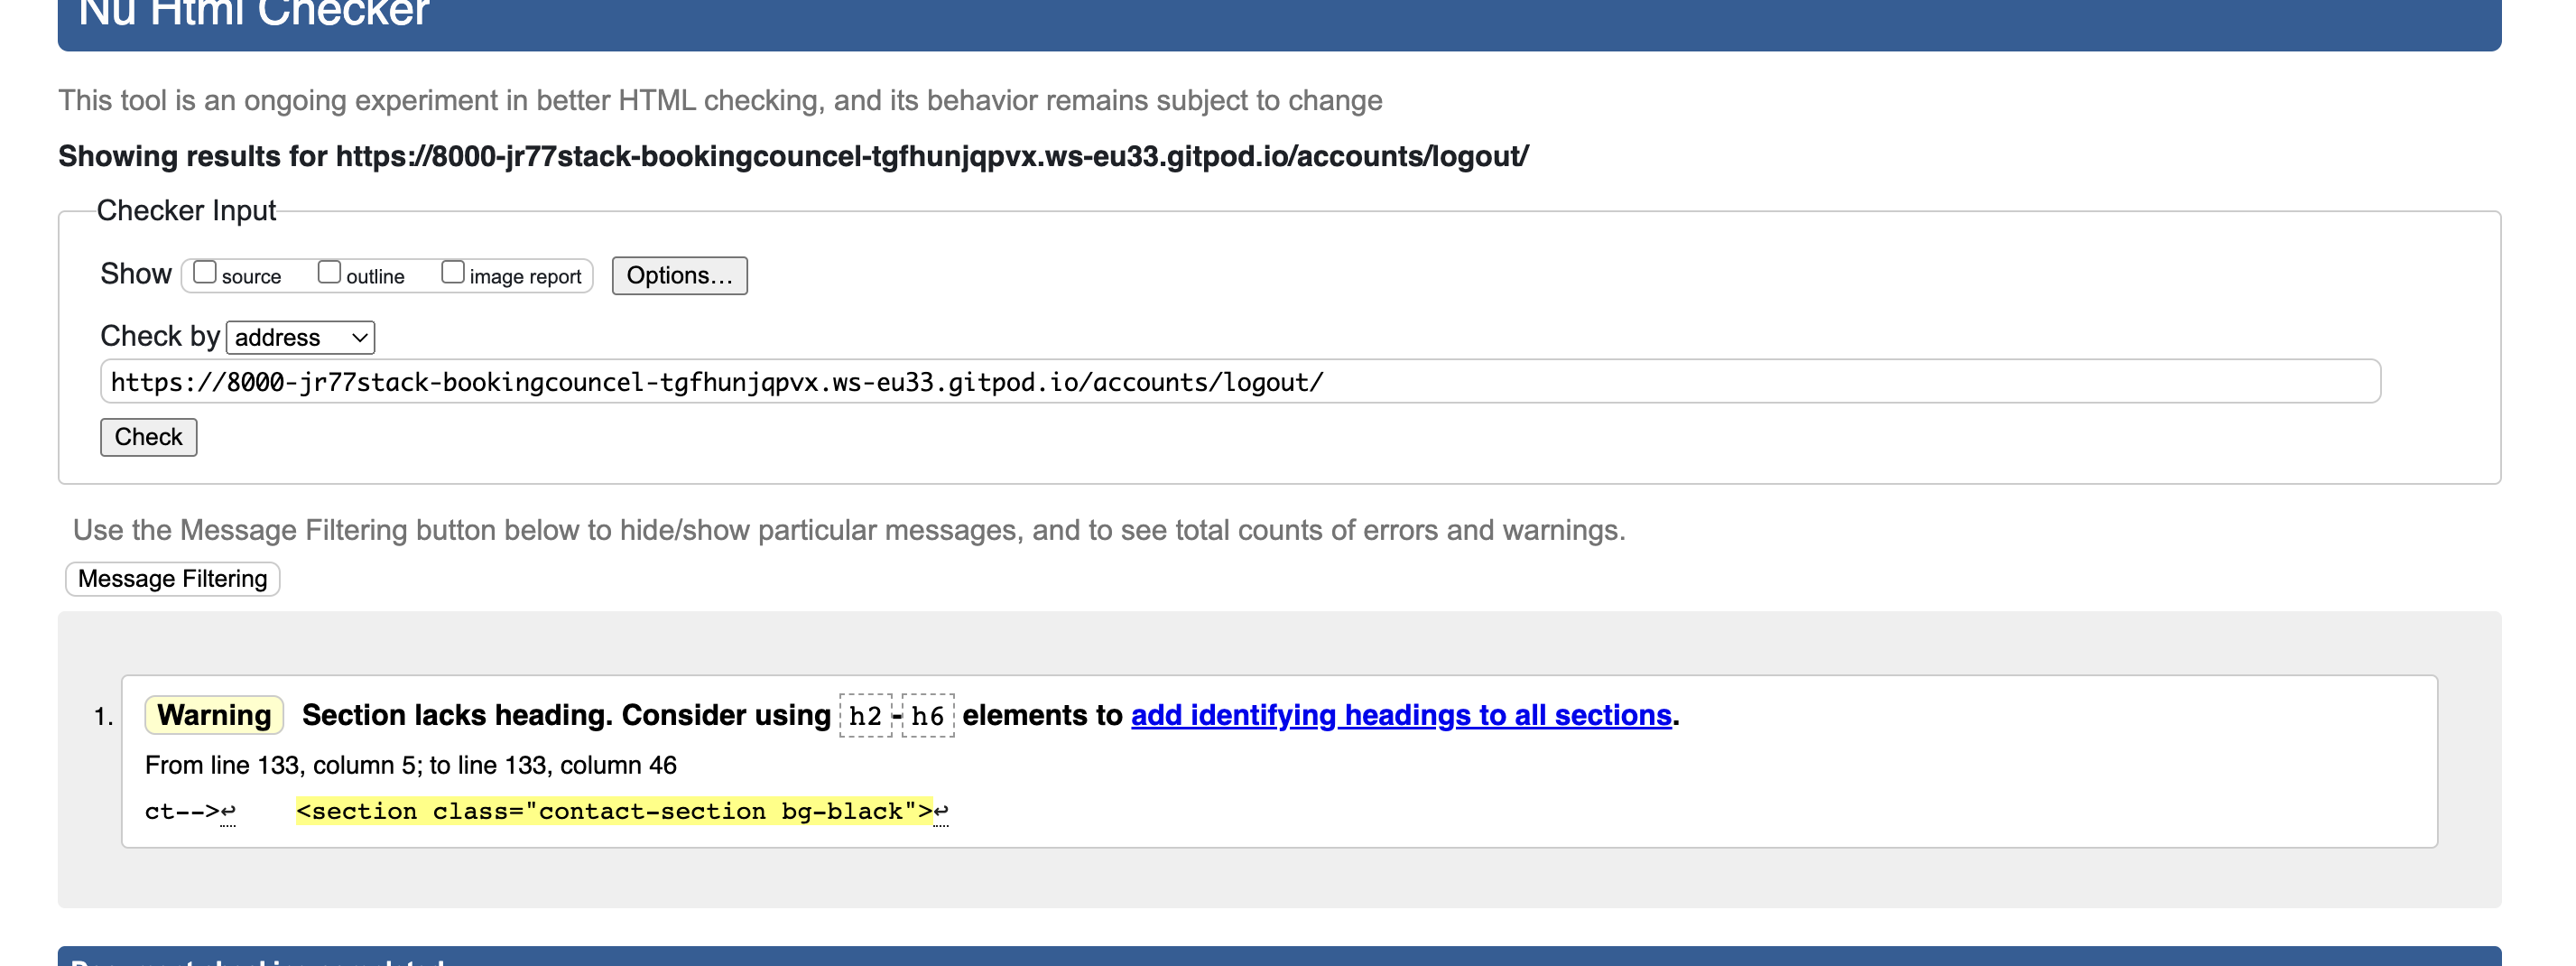 Nu Html Checker
This tool is an ongoing experiment in better HTML checking, and its behavior remains subject to change
Showing results for https://8000-jr77stack-bookingcouncel-tgfhunjqpvx.ws-eu33.gitpod.io/accounts/logout/
Checker Input
Show source outline image report Options...
Check by address
https://8000-jr77stack-bookingcouncel-tgfhunjqpvx.ws-eu33.gitpod.io/accounts/logout/
Check
Use the Message Filtering button below to hide/show particular messages, and to see total counts of errors and warnings.
Message Filtering
1. Warning Section lacks heading. Consider using h2-h6 elements to add identifying headings to all sections.
From line 133, column 5; to line 133, column 46
ct-->↩ <section class="contact-section bg-black">↩